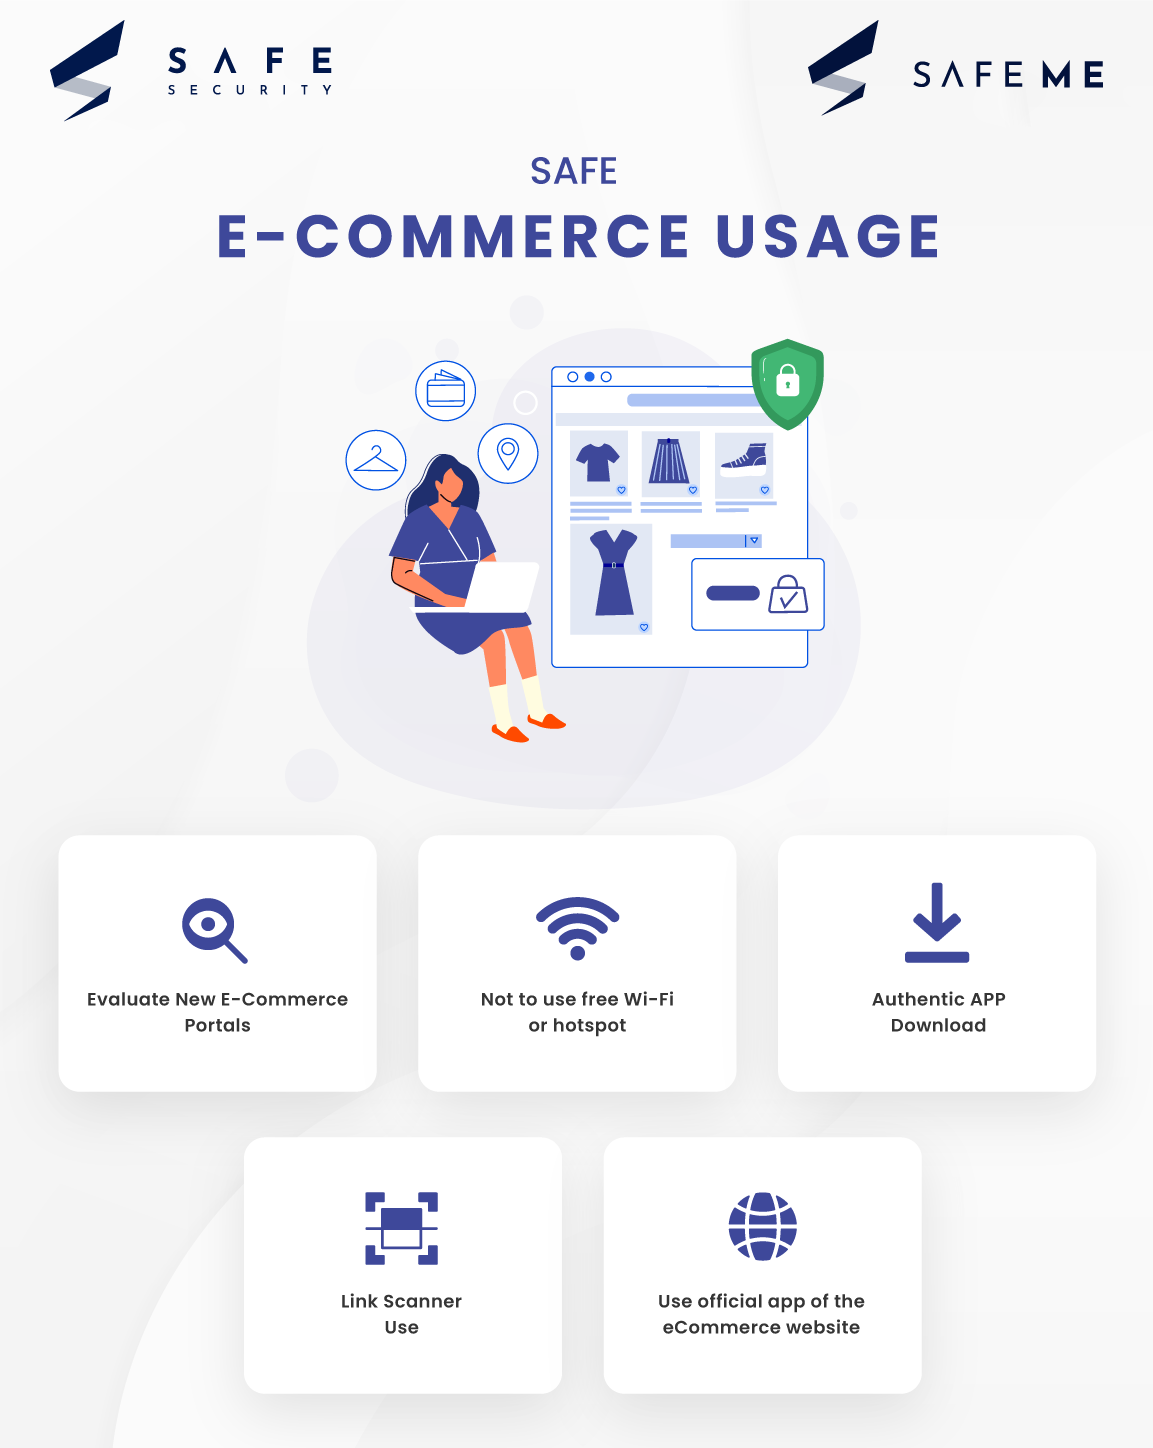 SAFE
SECURITY
SAFEME
SAFE
E-COMMERCE USAGE
Evaluate New E-Commerce
Portals
Not to use free Wi-Fi
or hotspot
Authentic APP
Download
Link Scanner
Use
Use official app of the
eCommerce website